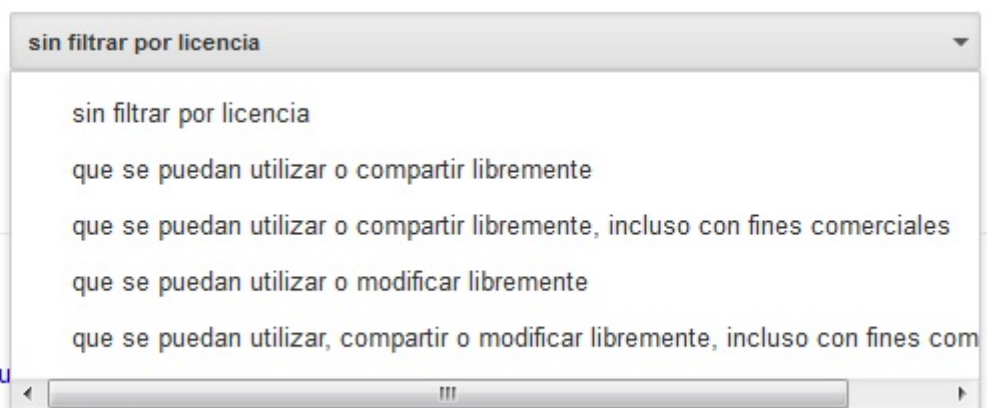 sin filtrar por licencia
sin filtrar por licencia
que se puedan utilizar o compartir libremente
que se puedan utilizar o compartir libremente, incluso con fines comerciales
que se puedan utilizar o modificar libremente
que se puedan utilizar, compartir o modificar libremente, incluso con fines com
u